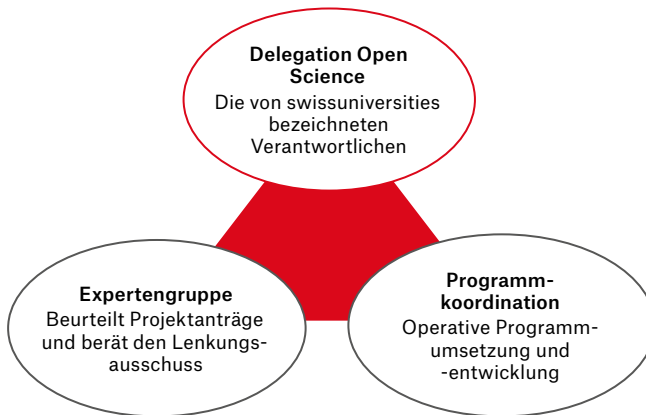 Delegation Open
Science
Die von swissuniversities
bezeichneten
Verantwortlichen
Expertengruppe
Beurteilt Projektanträge
und berät den Lenkungs-
ausschuss
Programm-
koordination
Operative Programm-
umsetzung und
-entwicklung